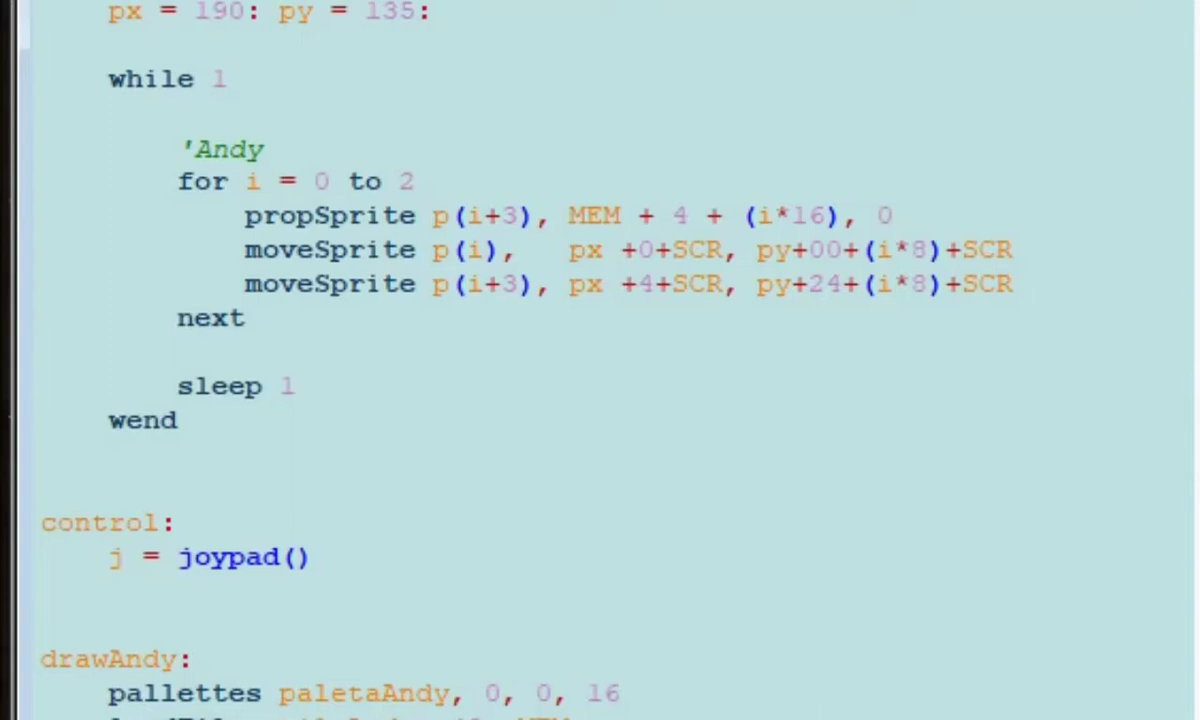 px = 190: py = 135:
while 1
'Andy
for i = 0 to 2
propSprite p(i+3), MEM + 4 + (i*16), 0
moveSprite p(i),   px +0+SCR, py+00+(i*8)+SCR
moveSprite p(i+3), px +4+SCR, py+24+(i*8)+SCR
next
sleep 1
wend
control:
j = joypad()
drawAndy:
pallettes paletaAndy, 0, 0, 16